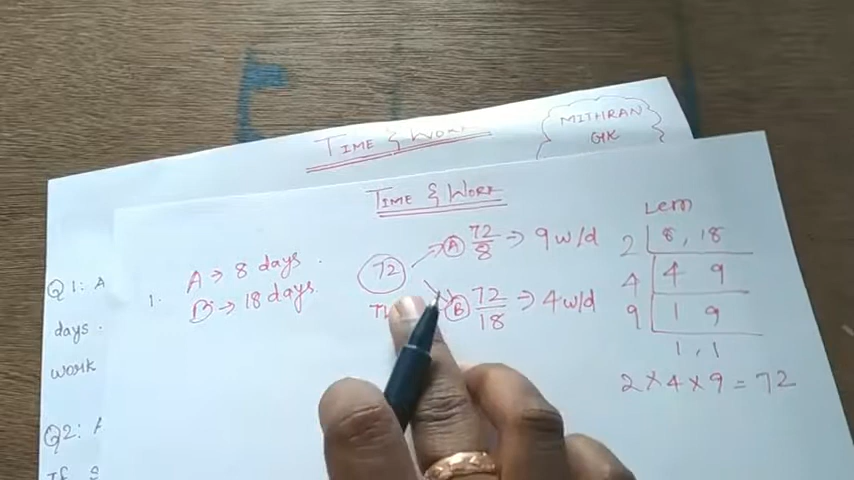 MITHRAN
GK
TIME & WORK
TIME & WORK
1. A → 8 days
B → 18 days
72
A 72/8 ⇒ 9 w/d
B 72/18 ⇒ 4 w/d
Lcm
2 8, 18
4 4 9
9 1 9
1, 1
2 × 4 × 9 = 72
Q1: A
days.
work
Q2: A
If